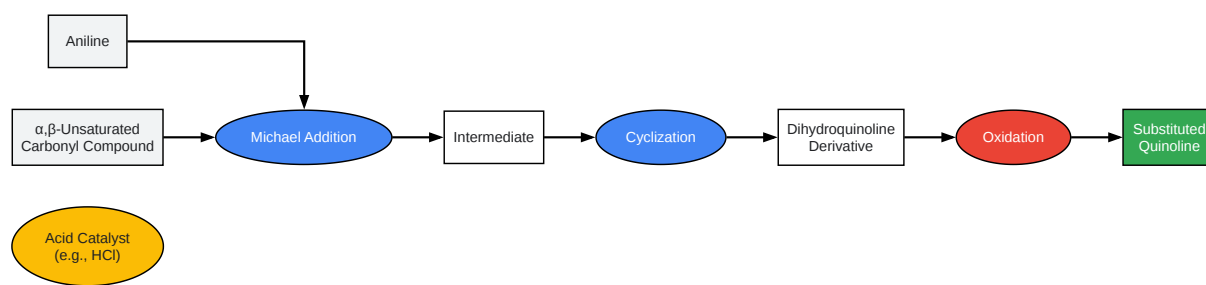 Aniline
α,β-Unsaturated
Carbonyl Compound
Michael Addition
Intermediate
Cyclization
Dihydroquinoline
Derivative
Oxidation
Substituted
Quinoline
Acid Catalyst
(e.g., HCl)